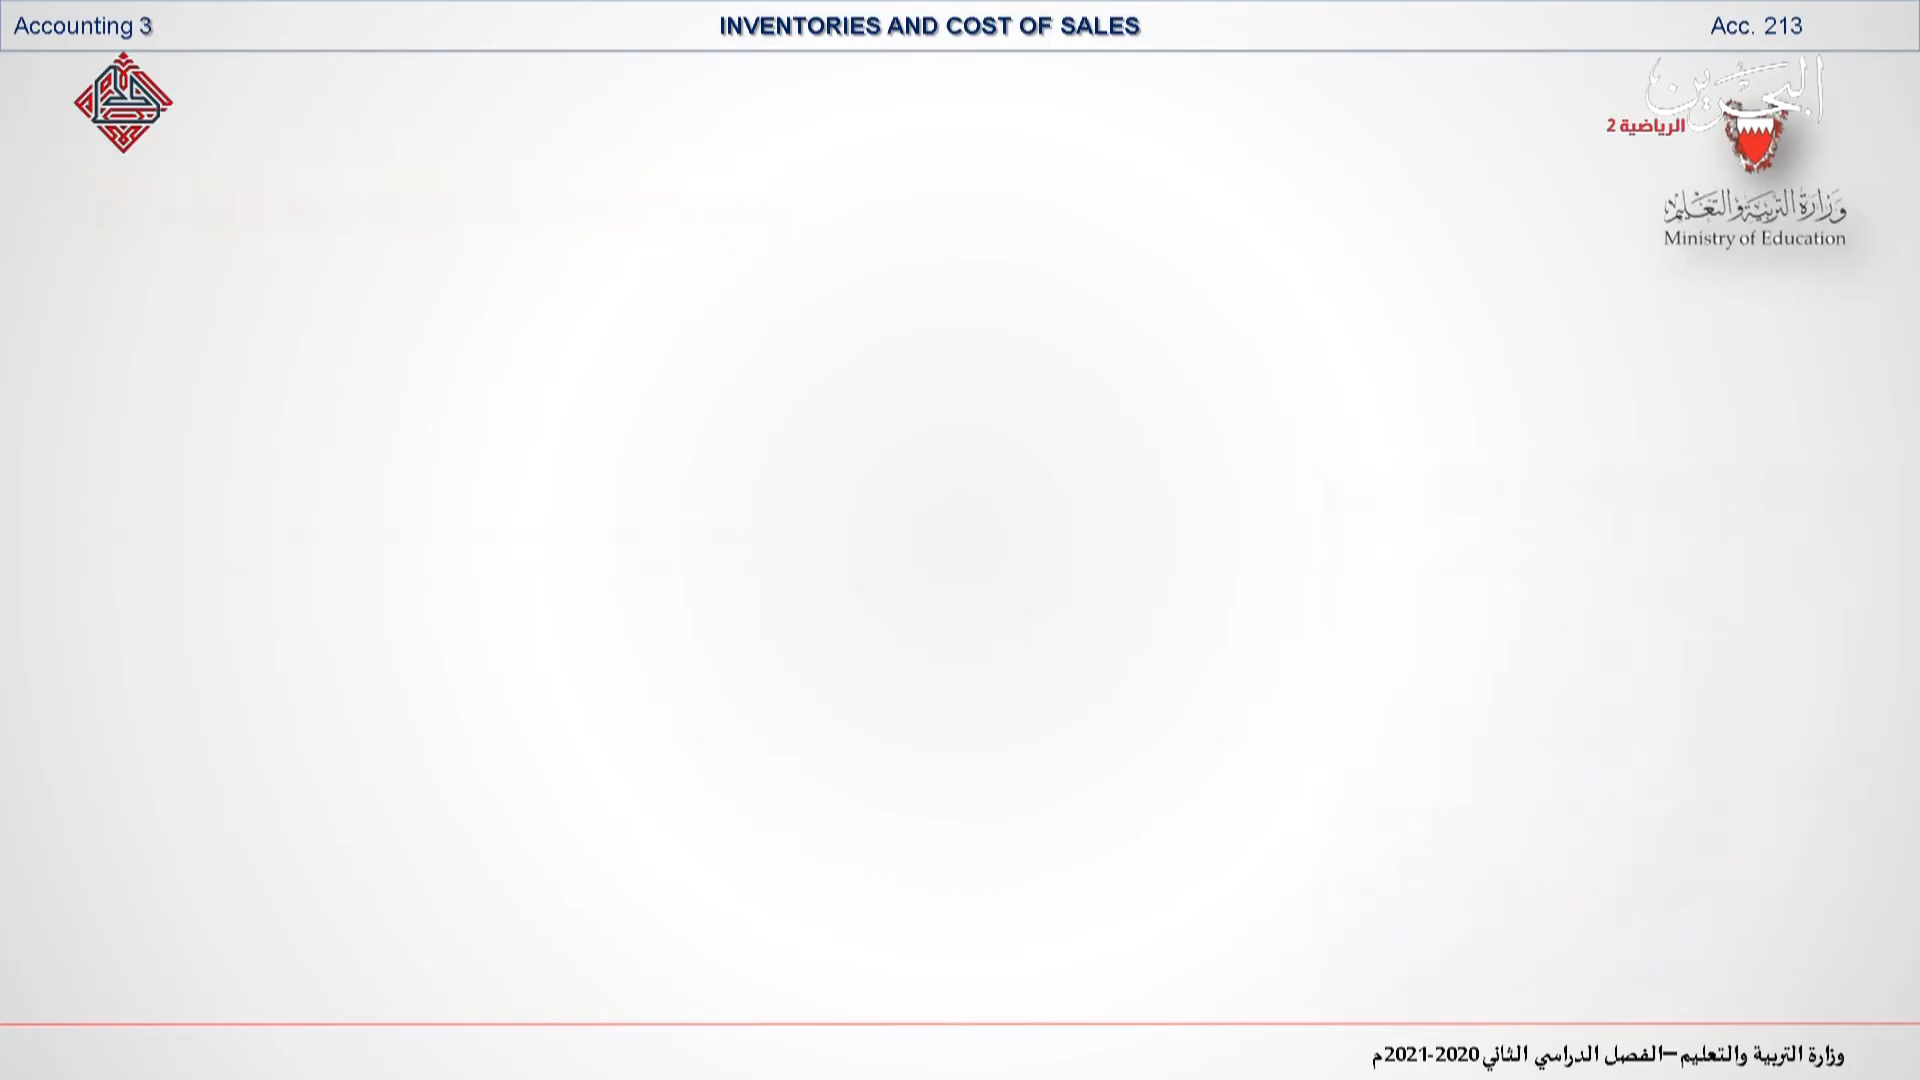 Accounting 3
INVENTORIES AND COST OF SALES
Acc. 213
البحرين
الرياضية 2
وزارة التربية والتعليم
Ministry of Education
وزارة التربية والتعليم –الفصل الدراسي الثاني 2020-2021م